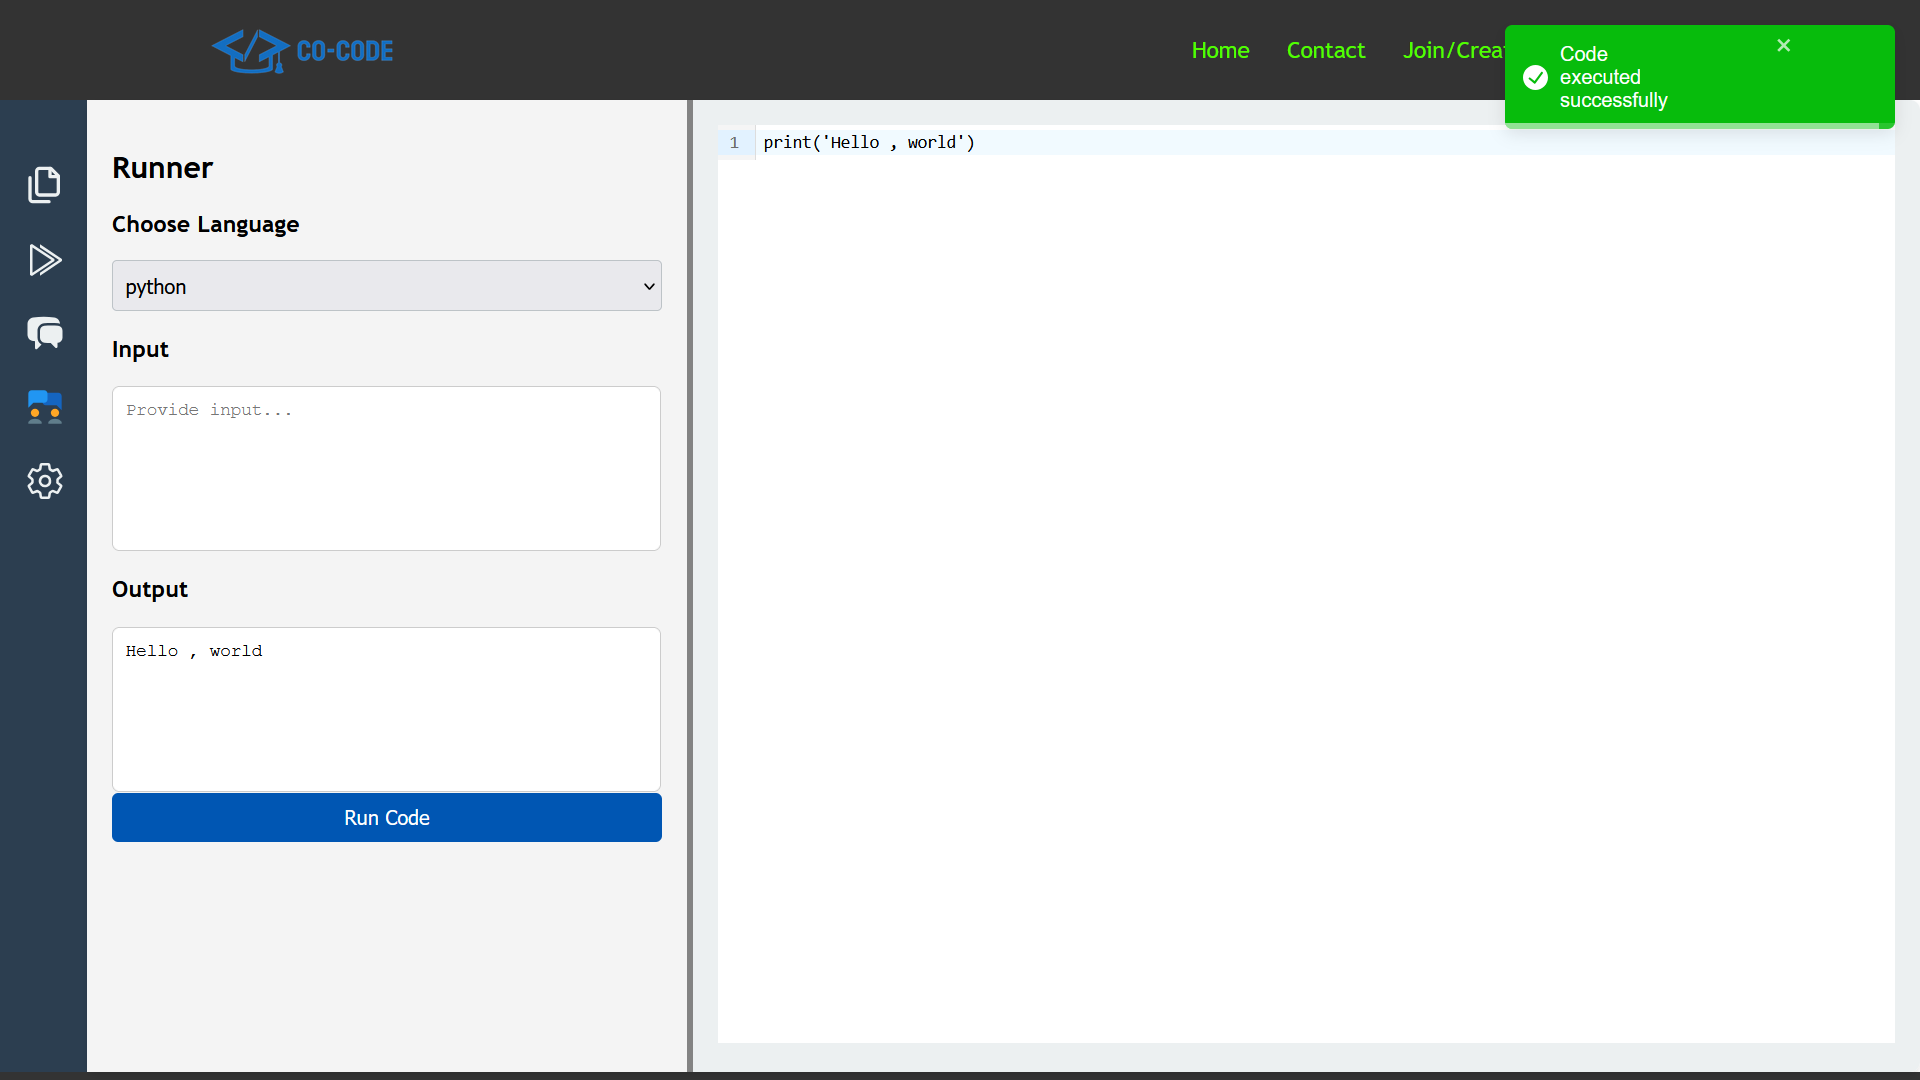 CO-CODE
Home
Contact
Join/Crea
Code
executed
successfully
Runner
Choose Language
python
Input
Provide input...
Output
Hello , world
Run Code
1
print('Hello , world')